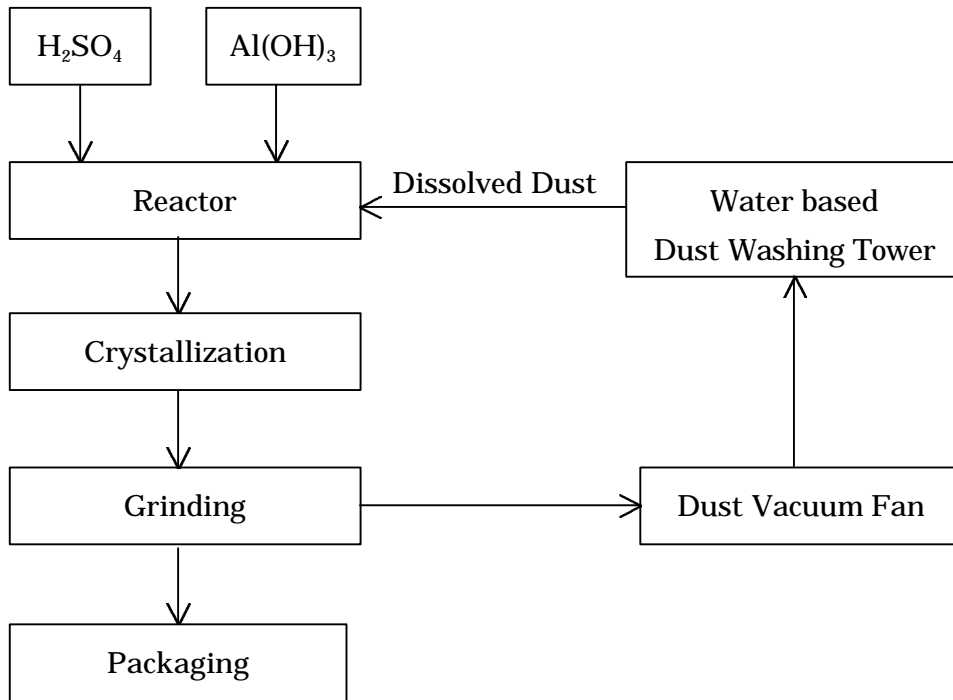 H₂SO₄
Al(OH)₃
Reactor
Dissolved Dust
Water based
Dust Washing Tower
Crystallization
Grinding
Dust Vacuum Fan
Packaging